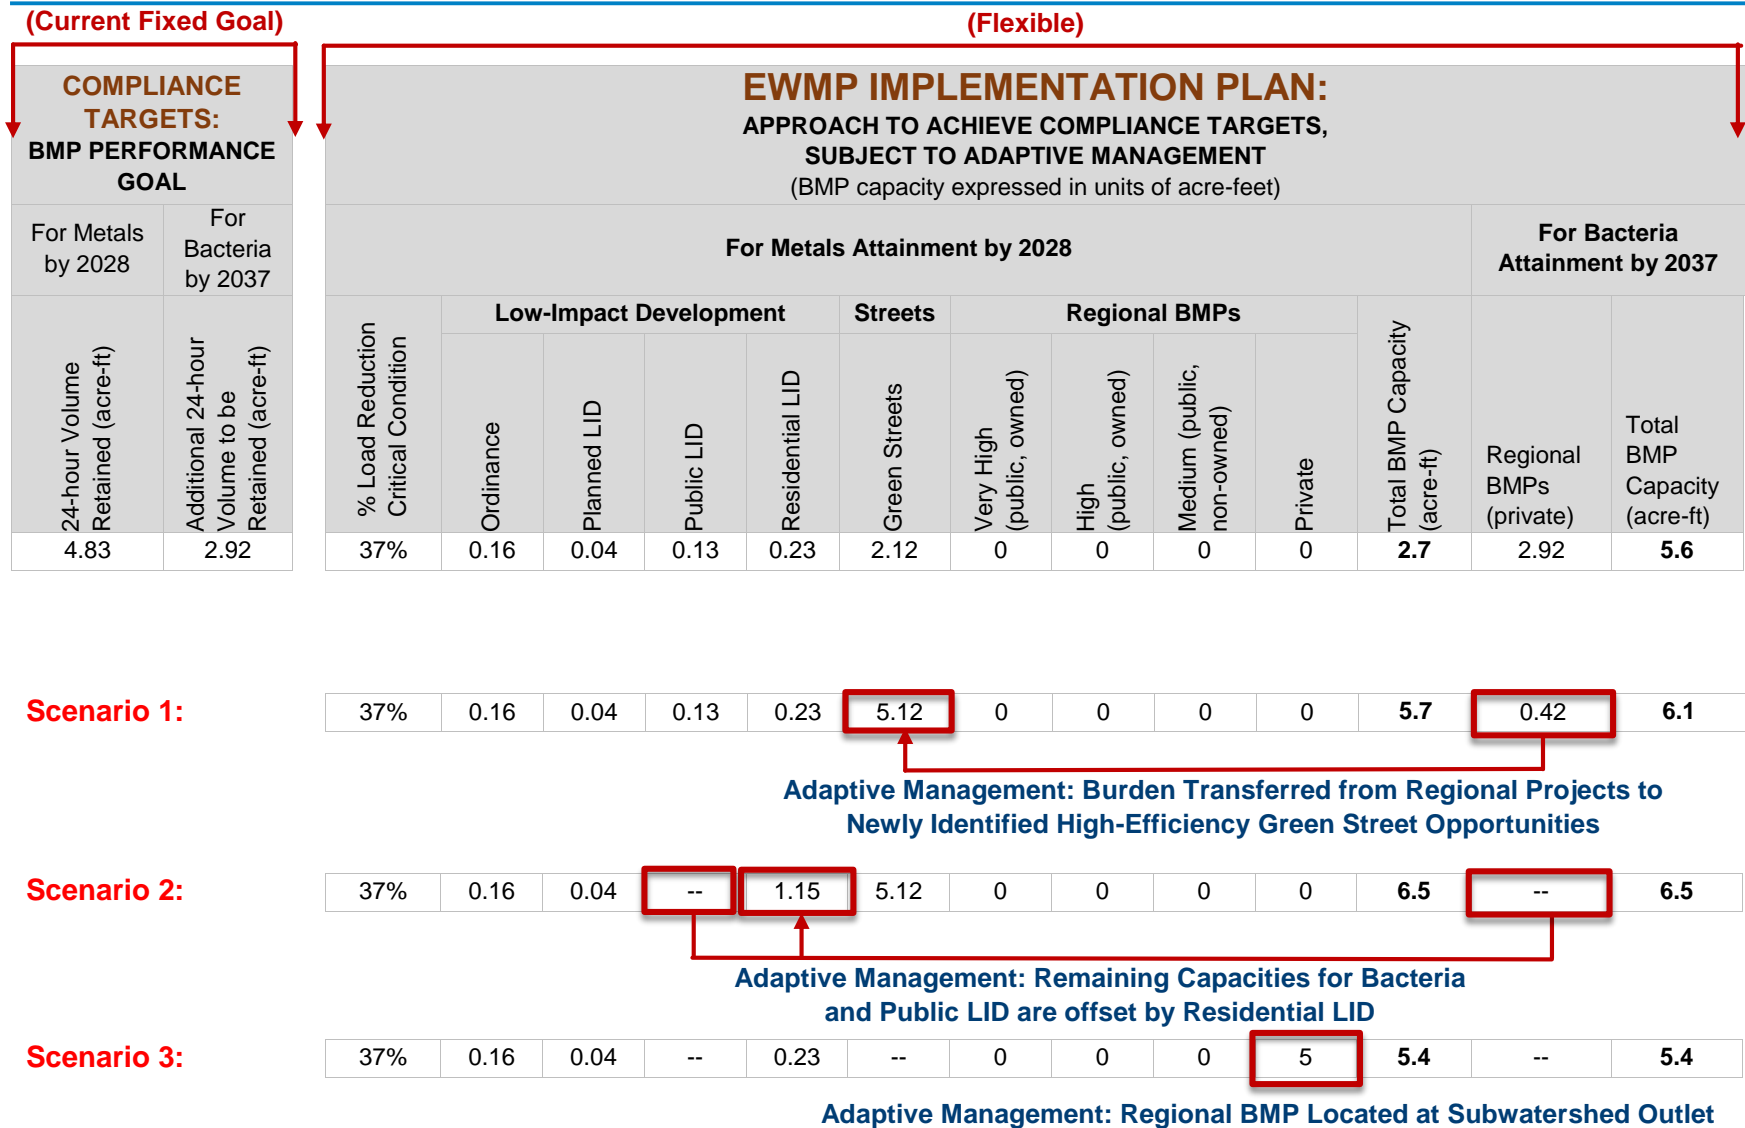 (Current Fixed Goal)
(Flexible)
COMPLIANCE
TARGETS:
BMP PERFORMANCE
GOAL
EWMP IMPLEMENTATION PLAN:
APPROACH TO ACHIEVE COMPLIANCE TARGETS,
SUBJECT TO ADAPTIVE MANAGEMENT
(BMP capacity expressed in units of acre-feet)
For Metals
by 2028
For
Bacteria
by 2037
For Metals Attainment by 2028
For Bacteria
Attainment by 2037
24-hour Volume
Retained (acre-ft)
Additional 24-hour
Volume to be
Retained (acre-ft)
% Load Reduction
Critical Condition
Low-Impact Development
Streets
Regional BMPs
Ordinance
Planned LID
Public LID
Residential LID
Green Streets
Very High
(public, owned)
High
(public, owned)
Medium (public,
non-owned)
Private
Total BMP Capacity
(acre-ft)
Regional
BMPs
(private)
Total
BMP
Capacity
(acre-ft)
4.83 2.92 37% 0.16 0.04 0.13 0.23 2.12 0 0 0 0 2.7 2.92 5.6
Scenario 1: 37% 0.16 0.04 0.13 0.23 5.12 0 0 0 0 5.7 0.42 6.1
Adaptive Management: Burden Transferred from Regional Projects to
Newly Identified High-Efficiency Green Street Opportunities
Scenario 2: 37% 0.16 0.04 -- 1.15 5.12 0 0 0 0 6.5 -- 6.5
Adaptive Management: Remaining Capacities for Bacteria
and Public LID are offset by Residential LID
Scenario 3: 37% 0.16 0.04 -- 0.23 -- 0 0 0 5 5.4 -- 5.4
Adaptive Management: Regional BMP Located at Subwatershed Outlet